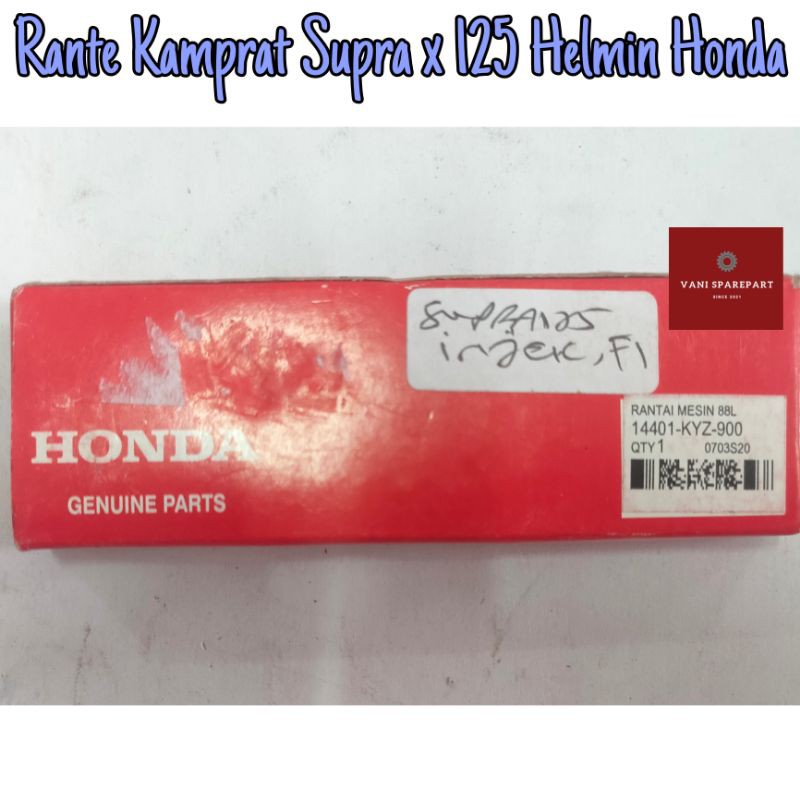 Rante Kamprat Supra x 125 Helmin Honda
VANI SPAREPART
SINCE 2021
SUPRA125
injek, FI
RANTAI MESIN 88L
14401-KYZ-900
QTY 1 0703S20
HONDA
GENUINE PARTS